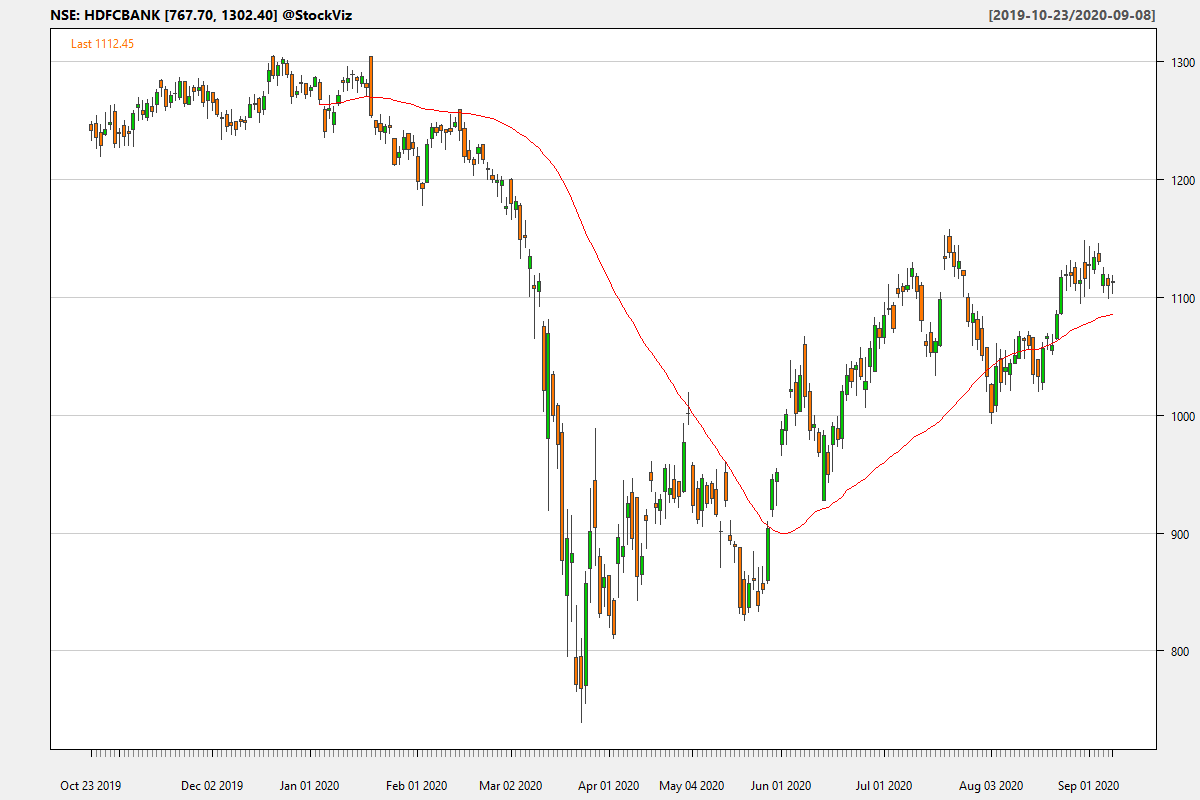 NSE: HDFCBANK [767.70, 1302.40] @StockViz [2019-10-23/2020-09-08]
Last 1112.45
1300
1200
1100
1000
900
800
Oct 23 2019 Dec 02 2019 Jan 01 2020 Feb 01 2020 Mar 02 2020 Apr 01 2020 May 04 2020 Jun 01 2020 Jul 01 2020 Aug 03 2020 Sep 01 2020